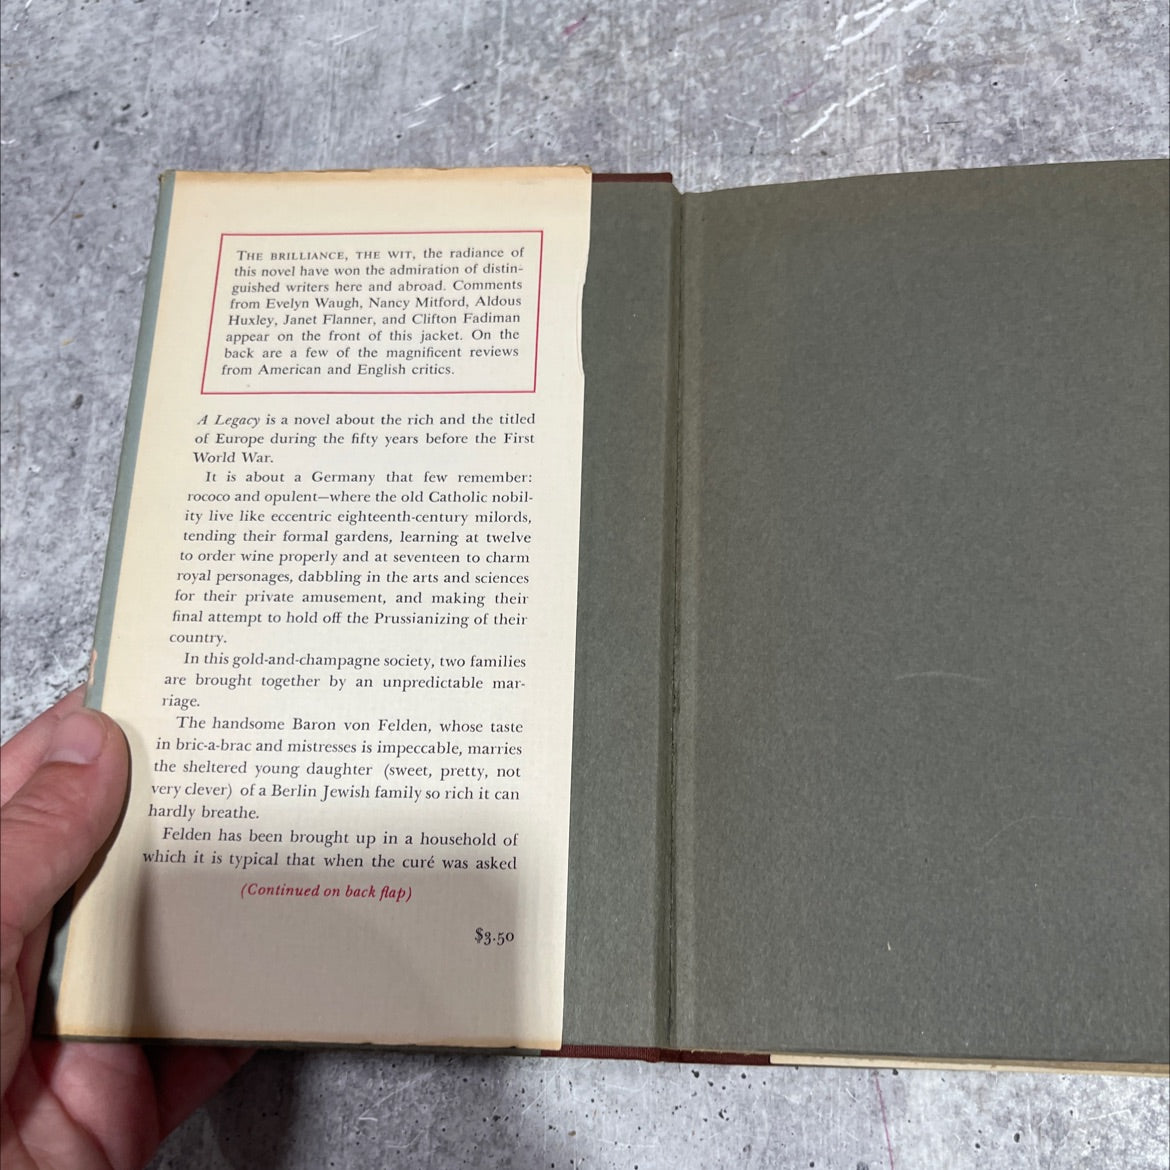 THE BRILLIANCE, THE WIT, the radiance of
this novel have won the admiration of distin-
guished writers here and abroad. Comments
from Evelyn Waugh, Nancy Mitford, Aldous
Huxley, Janet Flanner, and Clifton Fadiman
appear on the front of this jacket. On the
back are a few of the magnificent reviews
from American and English critics.
A Legacy is a novel about the rich and the titled
of Europe during the fifty years before the First
World War.
It is about a Germany that few remember:
rococo and opulent—where the old Catholic nobil-
ity live like eccentric eighteenth-century milords,
tending their formal gardens, learning at twelve
to order wine properly and at seventeen to charm
royal personages, dabbling in the arts and sciences
for their private amusement, and making their
final attempt to hold off the Prussianizing of their
country.
In this gold-and-champagne society, two families
are brought together by an unpredictable mar-
riage.
The handsome Baron von Felden, whose taste
in bric-a-brac and mistresses is impeccable, marries
the sheltered young daughter (sweet, pretty, not
very clever) of a Berlin Jewish family so rich it can
hardly breathe.
Felden has been brought up in a household of
which it is typical that when the curé was asked
(Continued on back flap)
$3.50